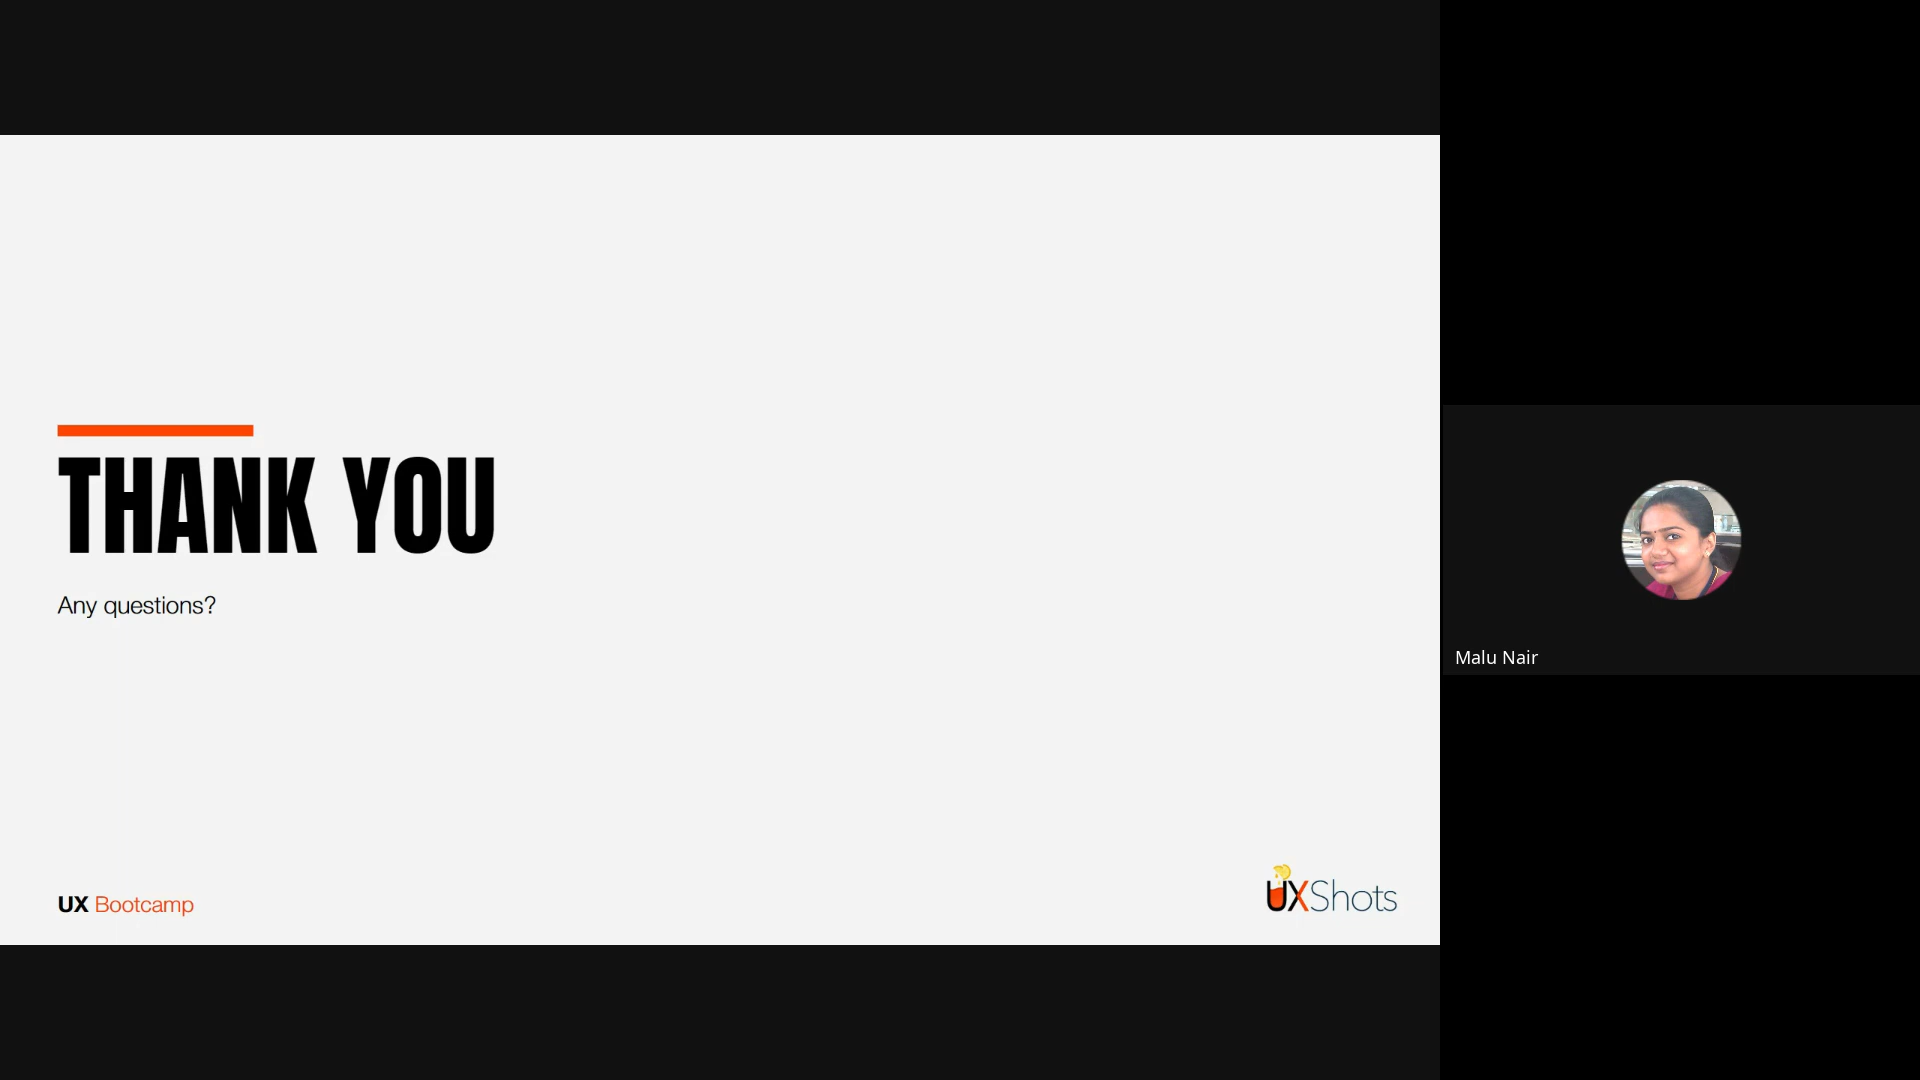 THANK YOU
Any questions?
UX Bootcamp
UXShots
Malu Nair